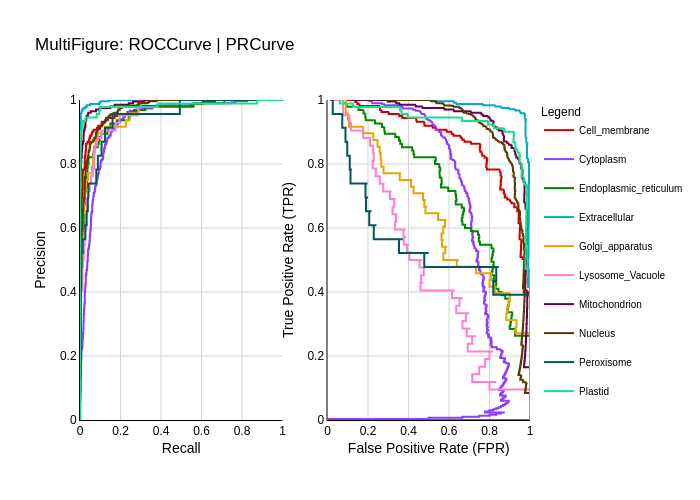 MultiFigure: ROCCurve | PRCurve
Precision
1
0.8
0.6
0.4
0.2
0
0 0.2 0.4 0.6 0.8 1
Recall
True Positive Rate (TPR)
1
0.8
0.6
0.4
0.2
0
0 0.2 0.4 0.6 0.8 1
False Positive Rate (FPR)
Legend
Cell_membrane
Cytoplasm
Endoplasmic_reticulum
Extracellular
Golgi_apparatus
Lysosome_Vacuole
Mitochondrion
Nucleus
Peroxisome
Plastid